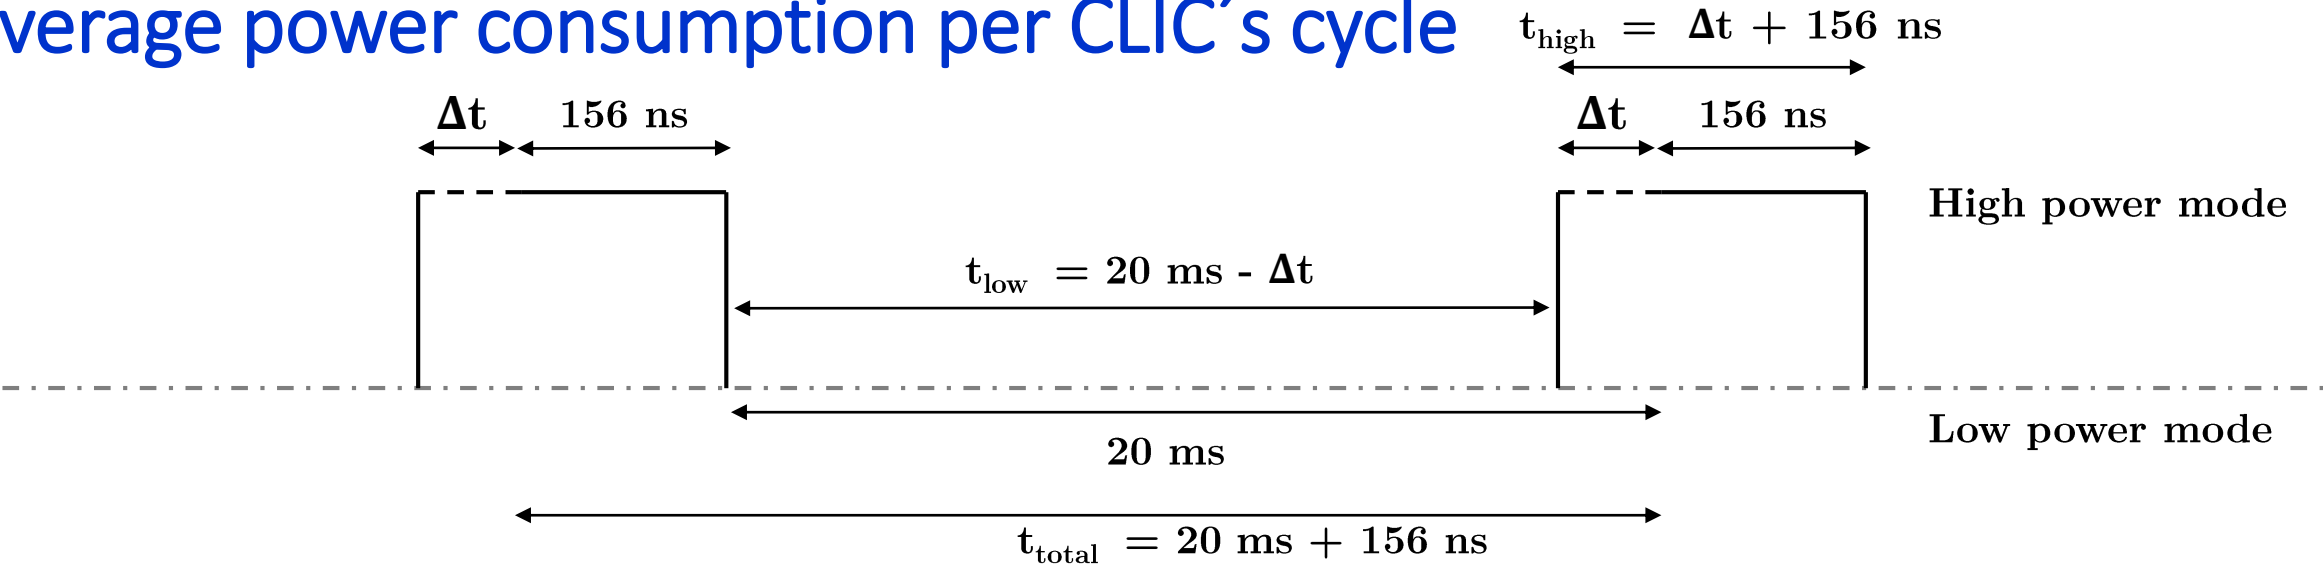 verage power consumption per CLIC´s cycle
t_high = Δt + 156 ns
Δt 156 ns
Δt 156 ns
High power mode
t_low = 20 ms - Δt
Low power mode
20 ms
t_total = 20 ms + 156 ns